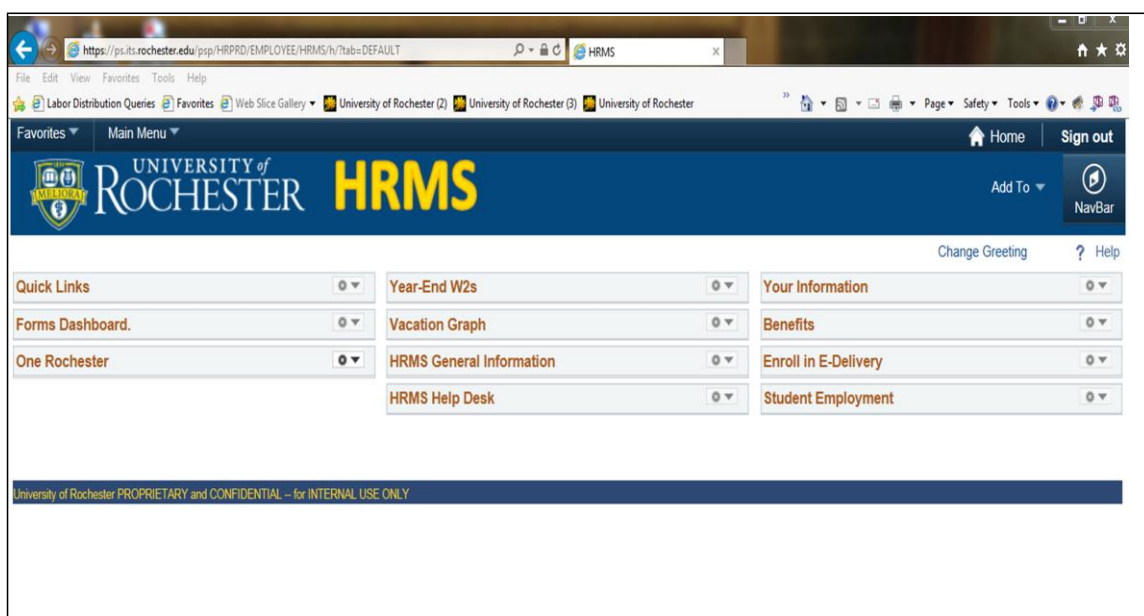 https://ps.its.rochester.edu/psp/HRPRD/EMPLOYEE/HRMS/h/?tab=DEFAULT HRMS
File Edit View Favorites Tools Help
Labor Distribution Queries Favorites Web Slice Gallery University of Rochester (2) University of Rochester (3) University of Rochester Page Safety Tools
Favorites Main Menu Home Sign out
MELIORA UNIVERSITY of ROCHESTER HRMS Add To NavBar
Change Greeting ? Help
Quick Links Year-End W2s Your Information
Forms Dashboard. Vacation Graph Benefits
One Rochester HRMS General Information Enroll in E-Delivery
HRMS Help Desk Student Employment
University of Rochester PROPRIETARY and CONFIDENTIAL -- for INTERNAL USE ONLY